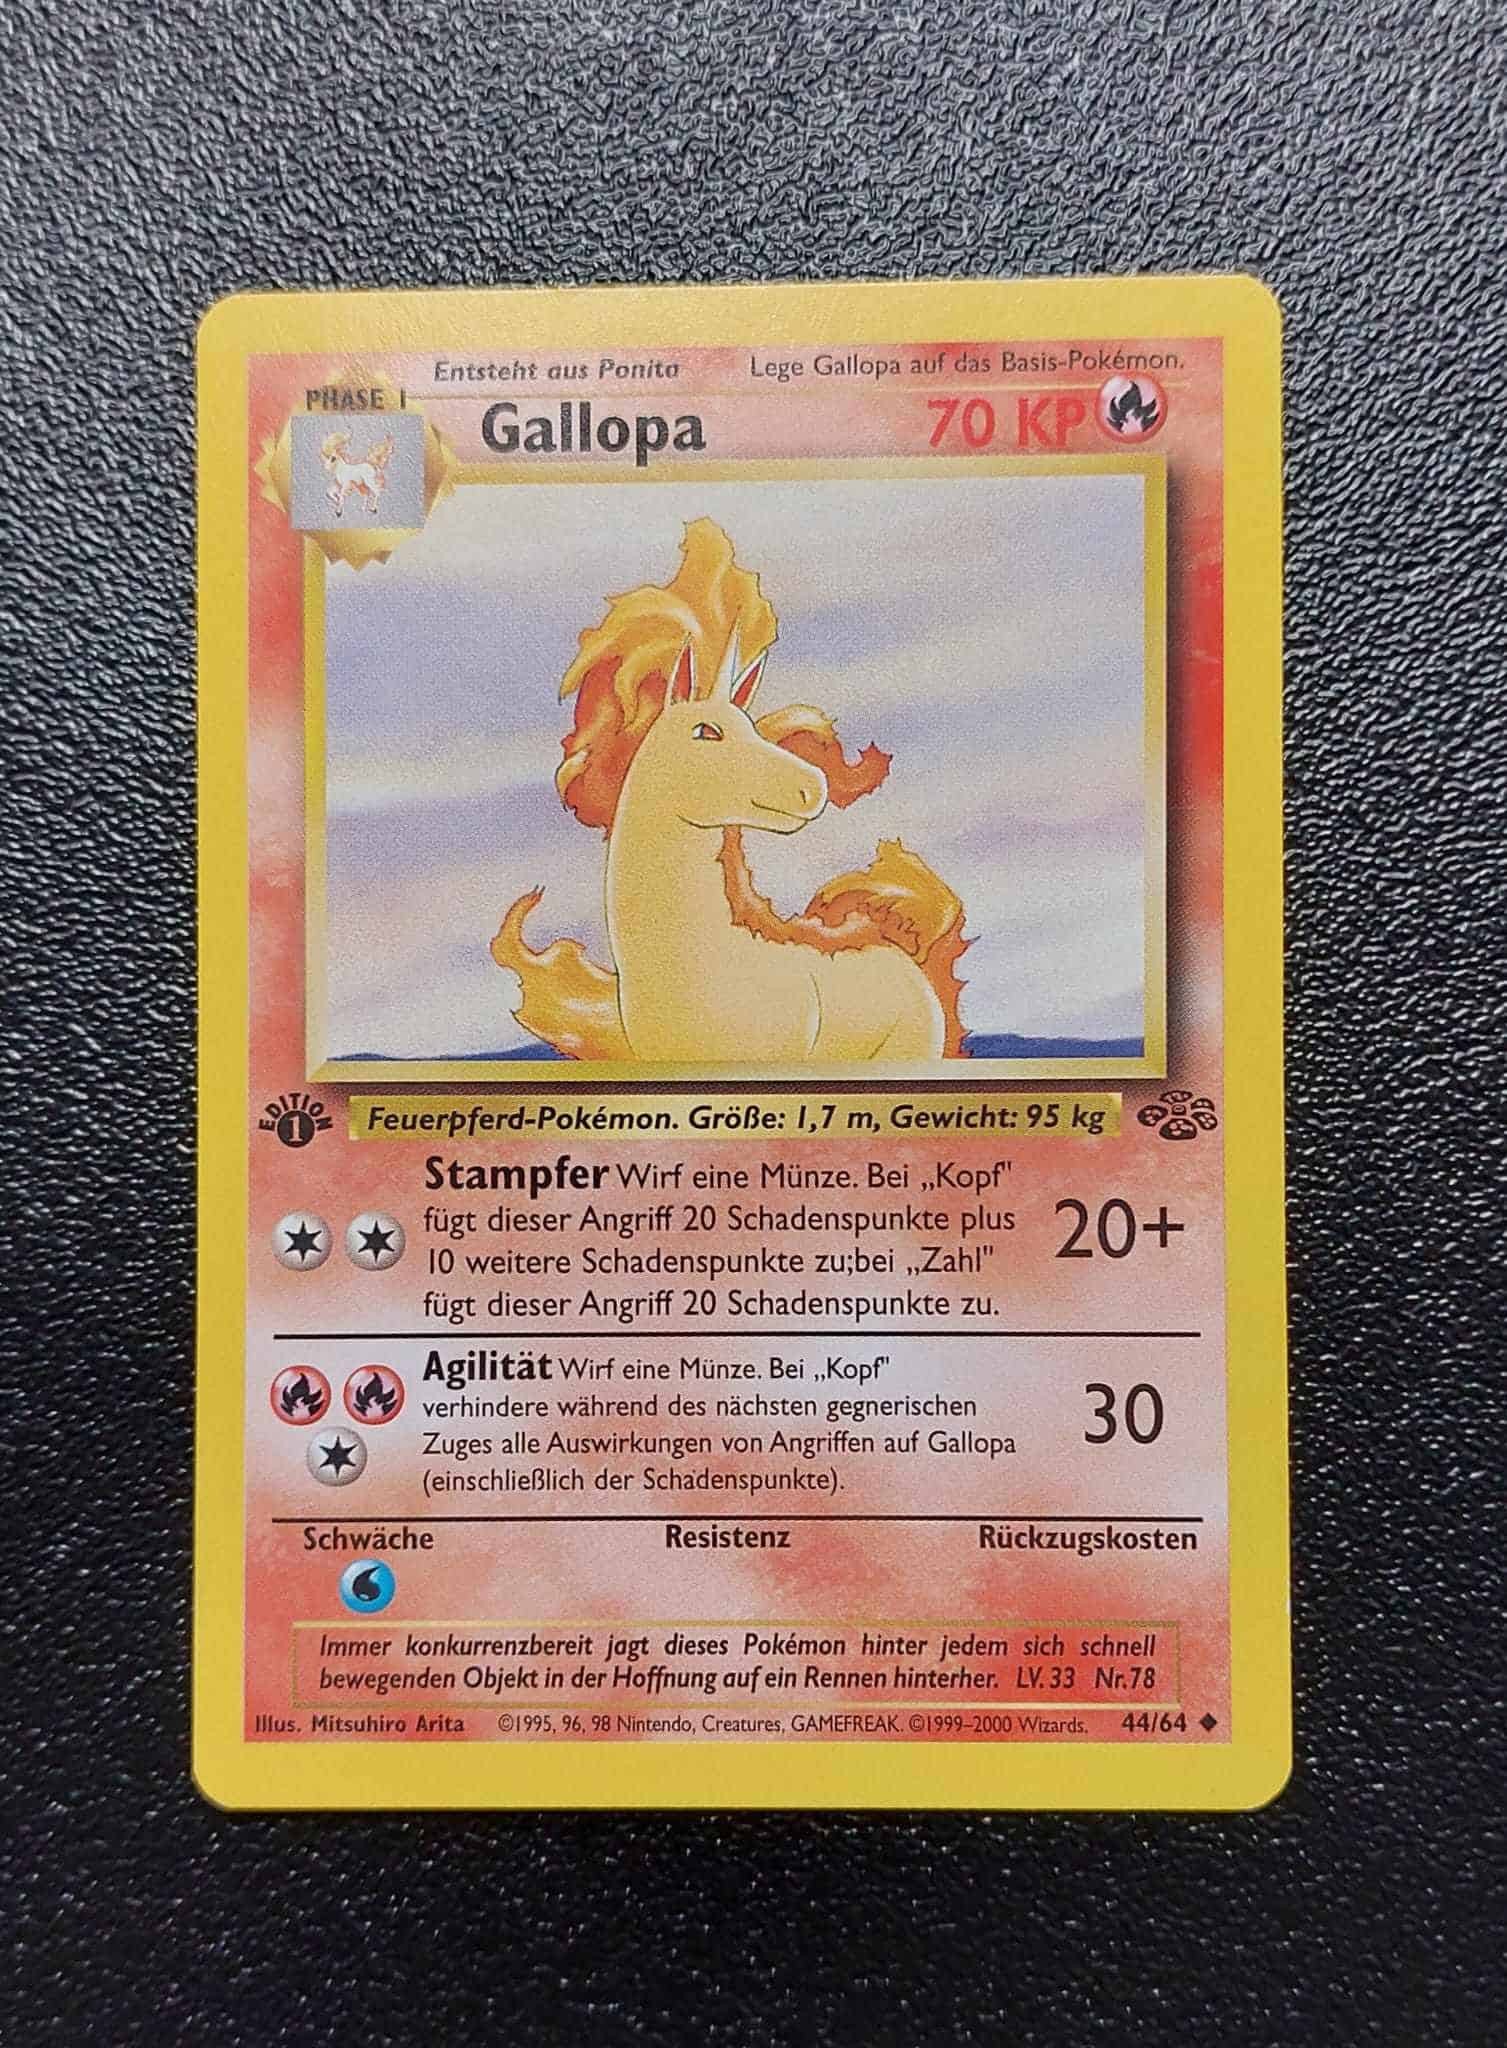 Entsteht aus Ponita Lege Gallopa auf das Basis-Pokémon.
PHASE 1
Gallopa 70 KP
EDITION 1
Feuerpferd-Pokémon. Größe: 1,7 m, Gewicht: 95 kg
Stampfer Wirf eine Münze. Bei „Kopf"
fügt dieser Angriff 20 Schadenspunkte plus
10 weitere Schadenspunkte zu;bei „Zahl"
fügt dieser Angriff 20 Schadenspunkte zu.
20+
Agilität Wirf eine Münze. Bei „Kopf"
verhindere während des nächsten gegnerischen
Zuges alle Auswirkungen von Angriffen auf Gallopa
(einschließlich der Schadenspunkte).
30
Schwäche Resistenz Rückzugskosten
Immer konkurrenzbereit jagt dieses Pokémon hinter jedem sich schnell
bewegenden Objekt in der Hoffnung auf ein Rennen hinterher. LV. 33 Nr. 78
Illus. Mitsuhiro Arita ©1995, 96, 98 Nintendo, Creatures, GAMEFREAK. ©1999–2000 Wizards. 44/64